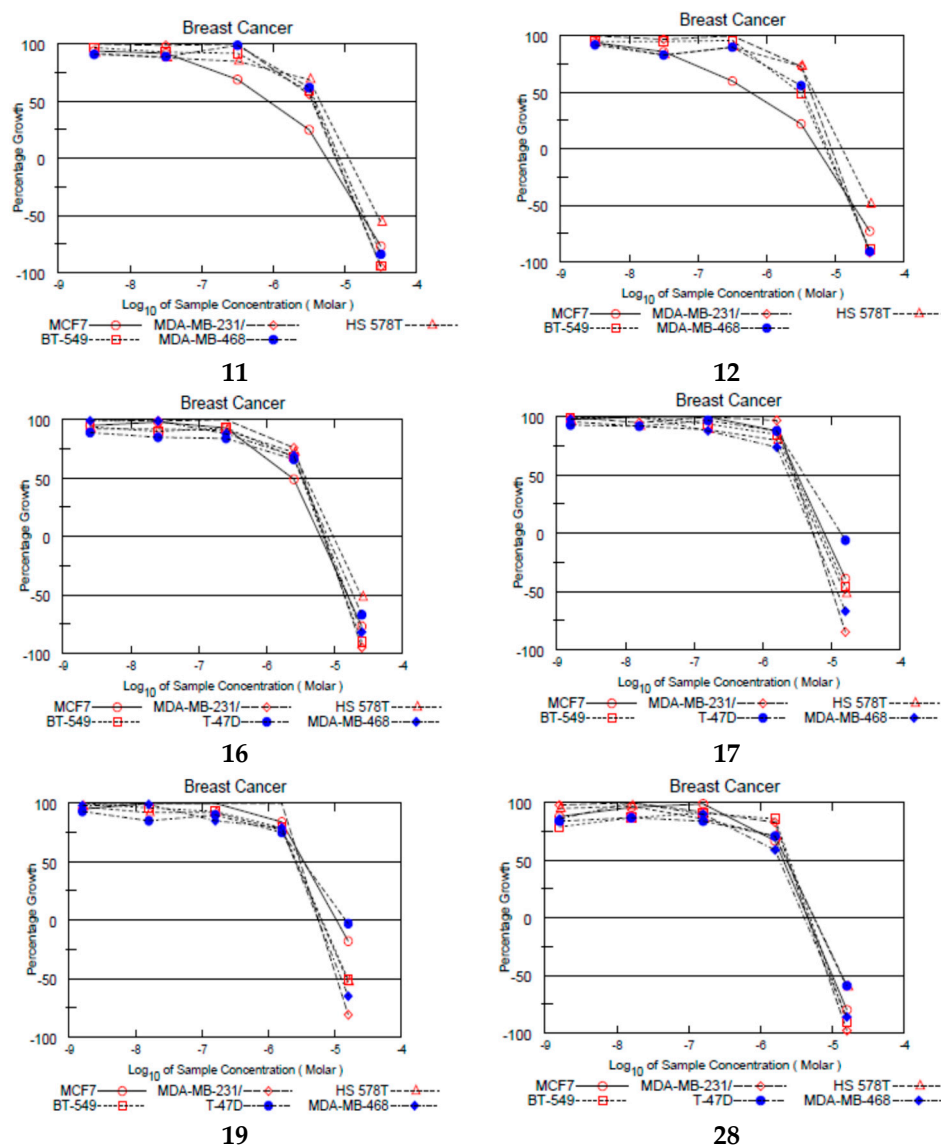 Breast Cancer
Breast Cancer
Percentage Growth
100
50
0
-50
-100
-9 -8 -7 -6 -5 -4
Log10 of Sample Concentration ( Molar )
MCF7 MDA-MB-231/ HS 578T
BT-549 MDA-MB-468
11
Percentage Growth
100
50
0
-50
-100
-9 -8 -7 -6 -5 -4
Log10 of Sample Concentration ( Molar )
MCF7 MDA-MB-231/ HS 578T
BT-549 MDA-MB-468
12
Breast Cancer
Percentage Growth
100
50
0
-50
-100
-9 -8 -7 -6 -5 -4
Log10 of Sample Concentration ( Molar )
MCF7 MDA-MB-231/ HS 578T
BT-549 T-47D MDA-MB-468
16
Breast Cancer
Percentage Growth
100
50
0
-50
-100
-9 -8 -7 -6 -5 -4
Log10 of Sample Concentration ( Molar )
MCF7 MDA-MB-231/ HS 578T
BT-549 T-47D MDA-MB-468
17
Breast Cancer
Percentage Growth
100
50
0
-50
-100
-9 -8 -7 -6 -5 -4
Log10 of Sample Concentration ( Molar )
MCF7 MDA-MB-231/ HS 578T
BT-549 T-47D MDA-MB-468
19
Breast Cancer
Percentage Growth
100
50
0
-50
-100
-9 -8 -7 -6 -5 -4
Log10 of Sample Concentration ( Molar )
MCF7 MDA-MB-231/ HS 578T
BT-549 T-47D MDA-MB-468
28